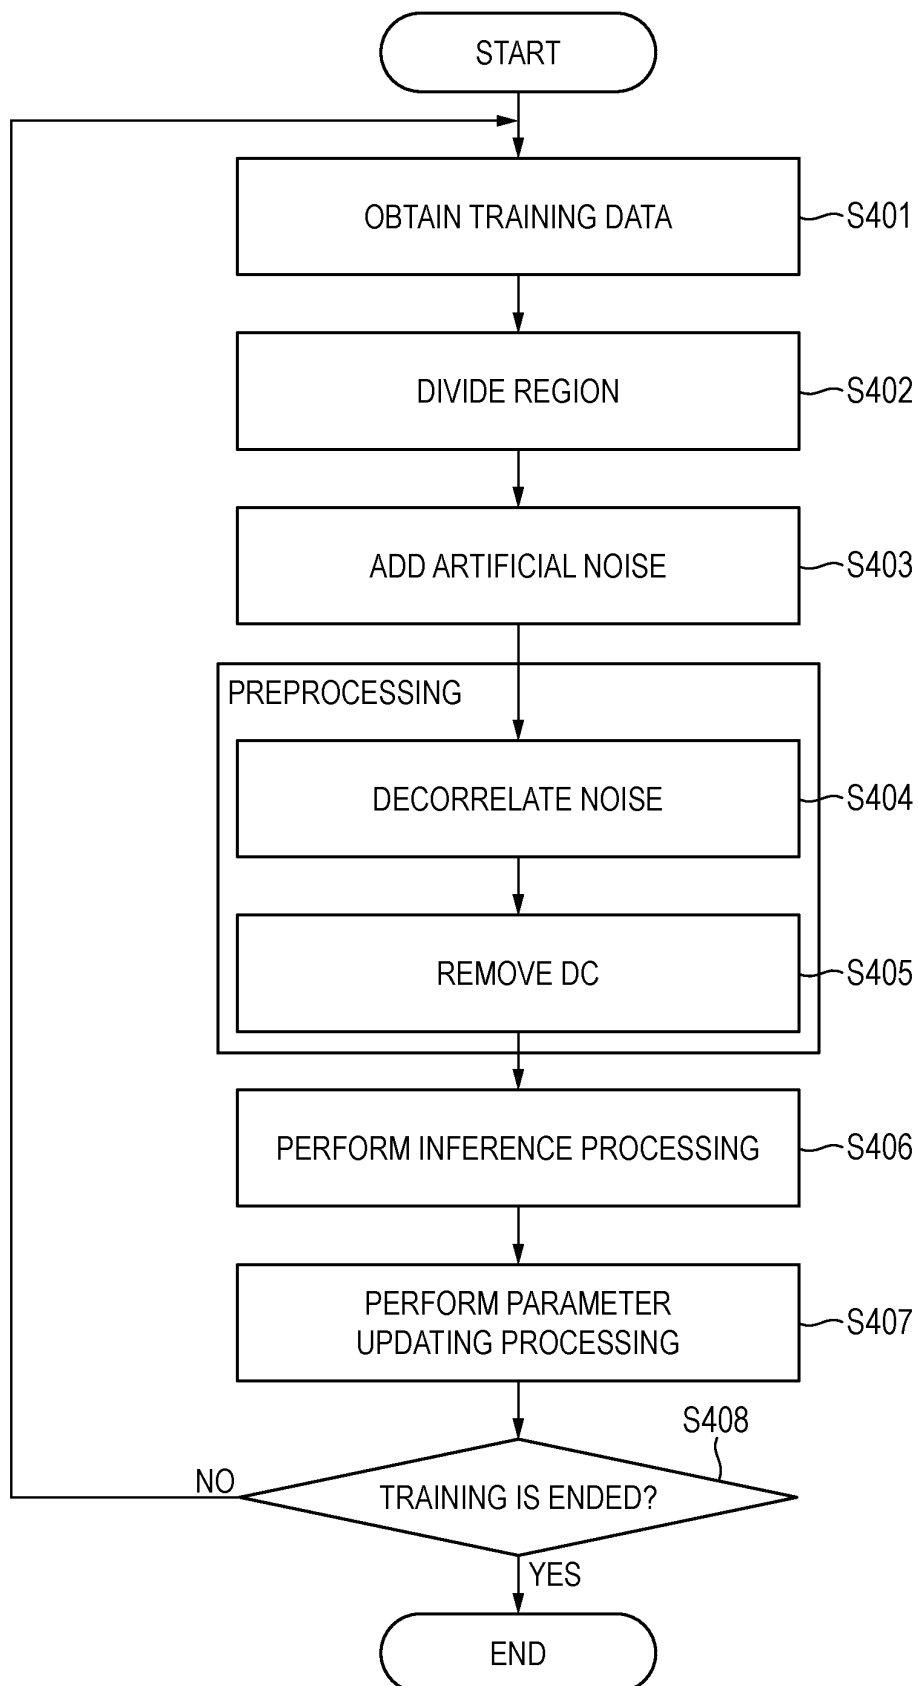 START
OBTAIN TRAINING DATA
S401
DIVIDE REGION
S402
ADD ARTIFICIAL NOISE
S403
PREPROCESSING
DECORRELATE NOISE
S404
REMOVE DC
S405
PERFORM INFERENCE PROCESSING
S406
PERFORM PARAMETER
UPDATING PROCESSING
S407
S408
NO
TRAINING IS ENDED?
YES
END